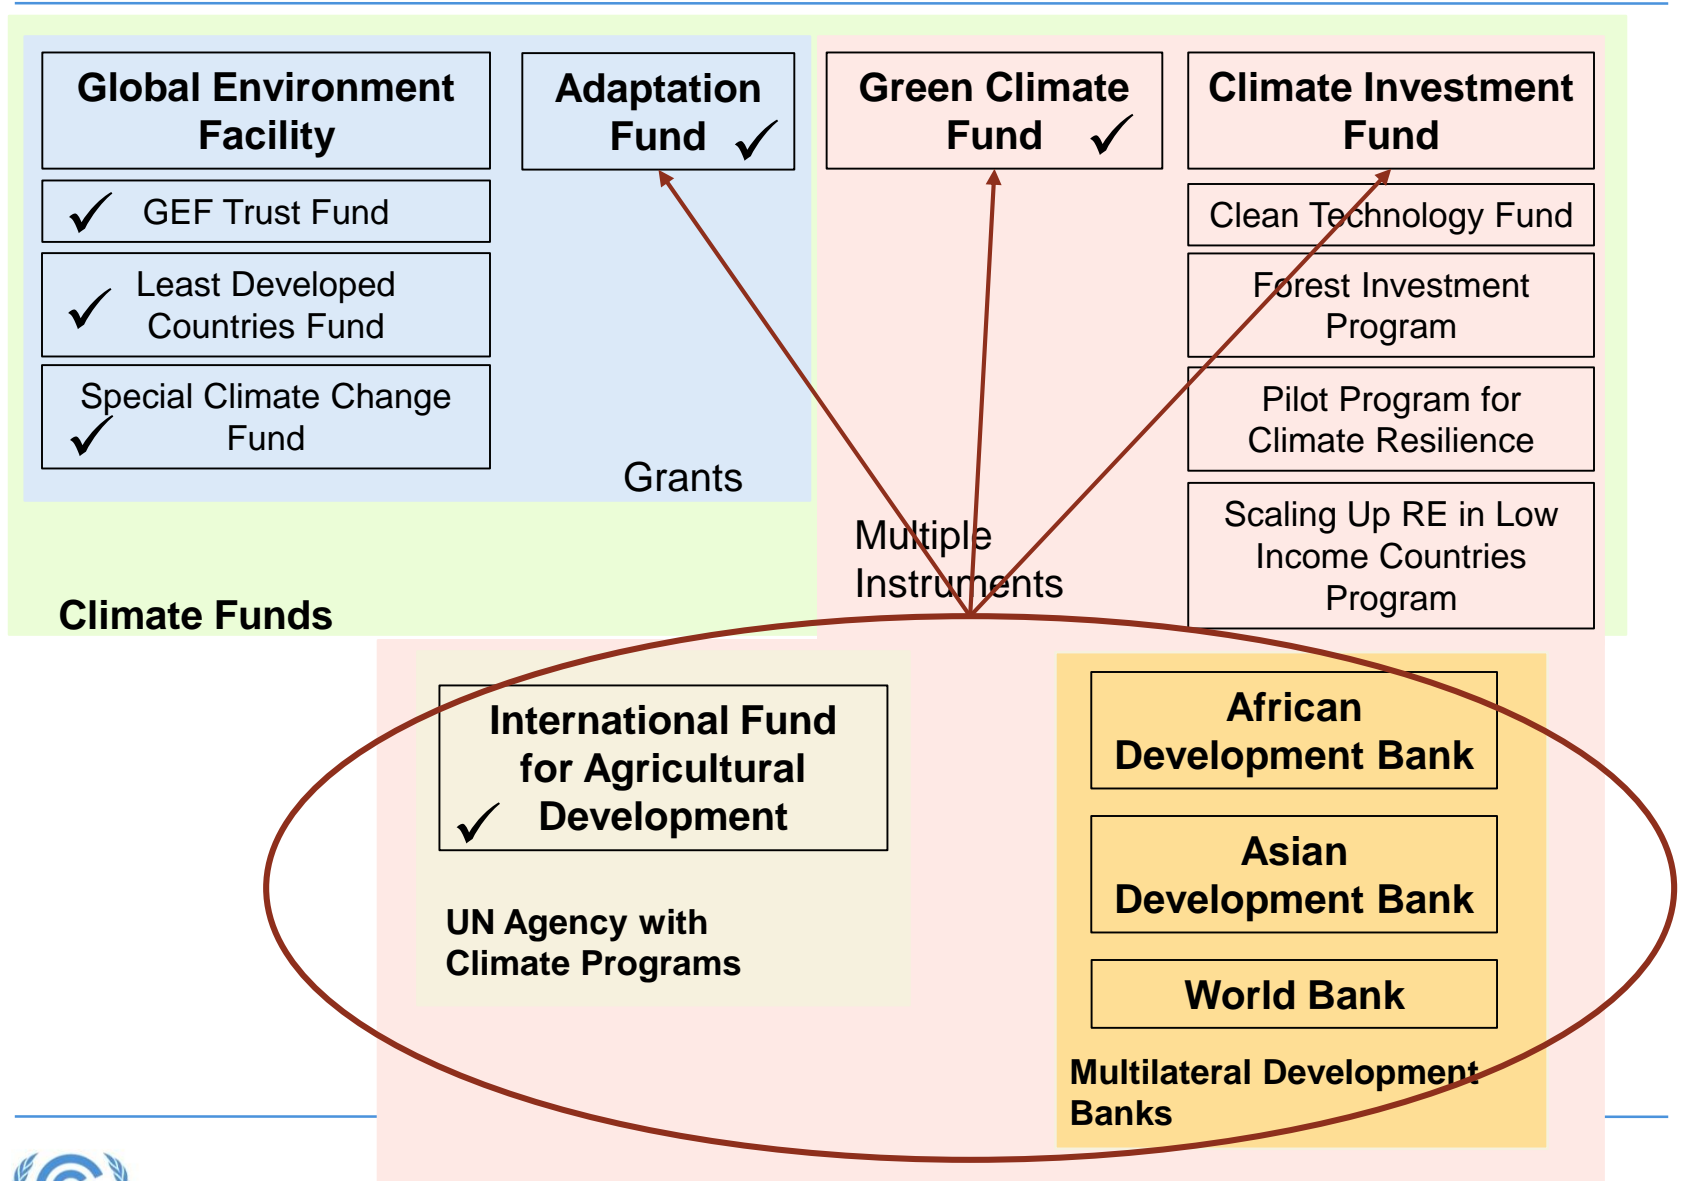 Global Environment
Facility
Adaptation
Fund ✓
Green Climate
Fund ✓
Climate Investment
Fund
✓ GEF Trust Fund
✓ Least Developed
Countries Fund
Special Climate Change
✓ Fund
Grants
Clean Technology Fund
Forest Investment
Program
Pilot Program for
Climate Resilience
Scaling Up RE in Low
Income Countries
Program
Multiple
Instruments
Climate Funds
International Fund
for Agricultural
✓ Development
UN Agency with
Climate Programs
African
Development Bank
Asian
Development Bank
World Bank
Multilateral Development
Banks